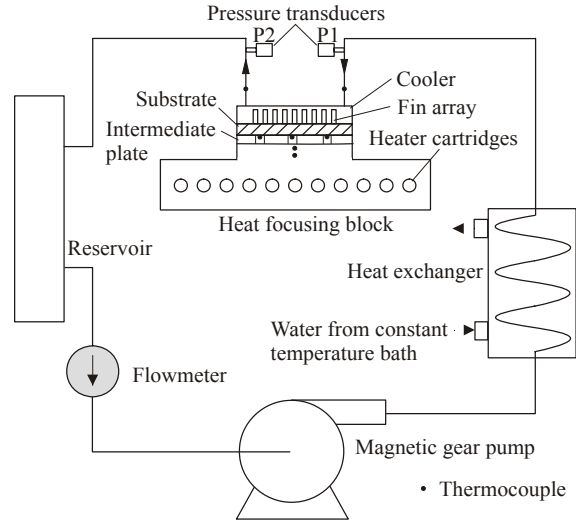 Pressure transducers
P2
P1
Cooler
Substrate
Fin array
Intermediate
plate
Heater cartridges
Heat focusing block
Reservoir
Heat exchanger
Water from constant
temperature bath
Flowmeter
Magnetic gear pump
• Thermocouple